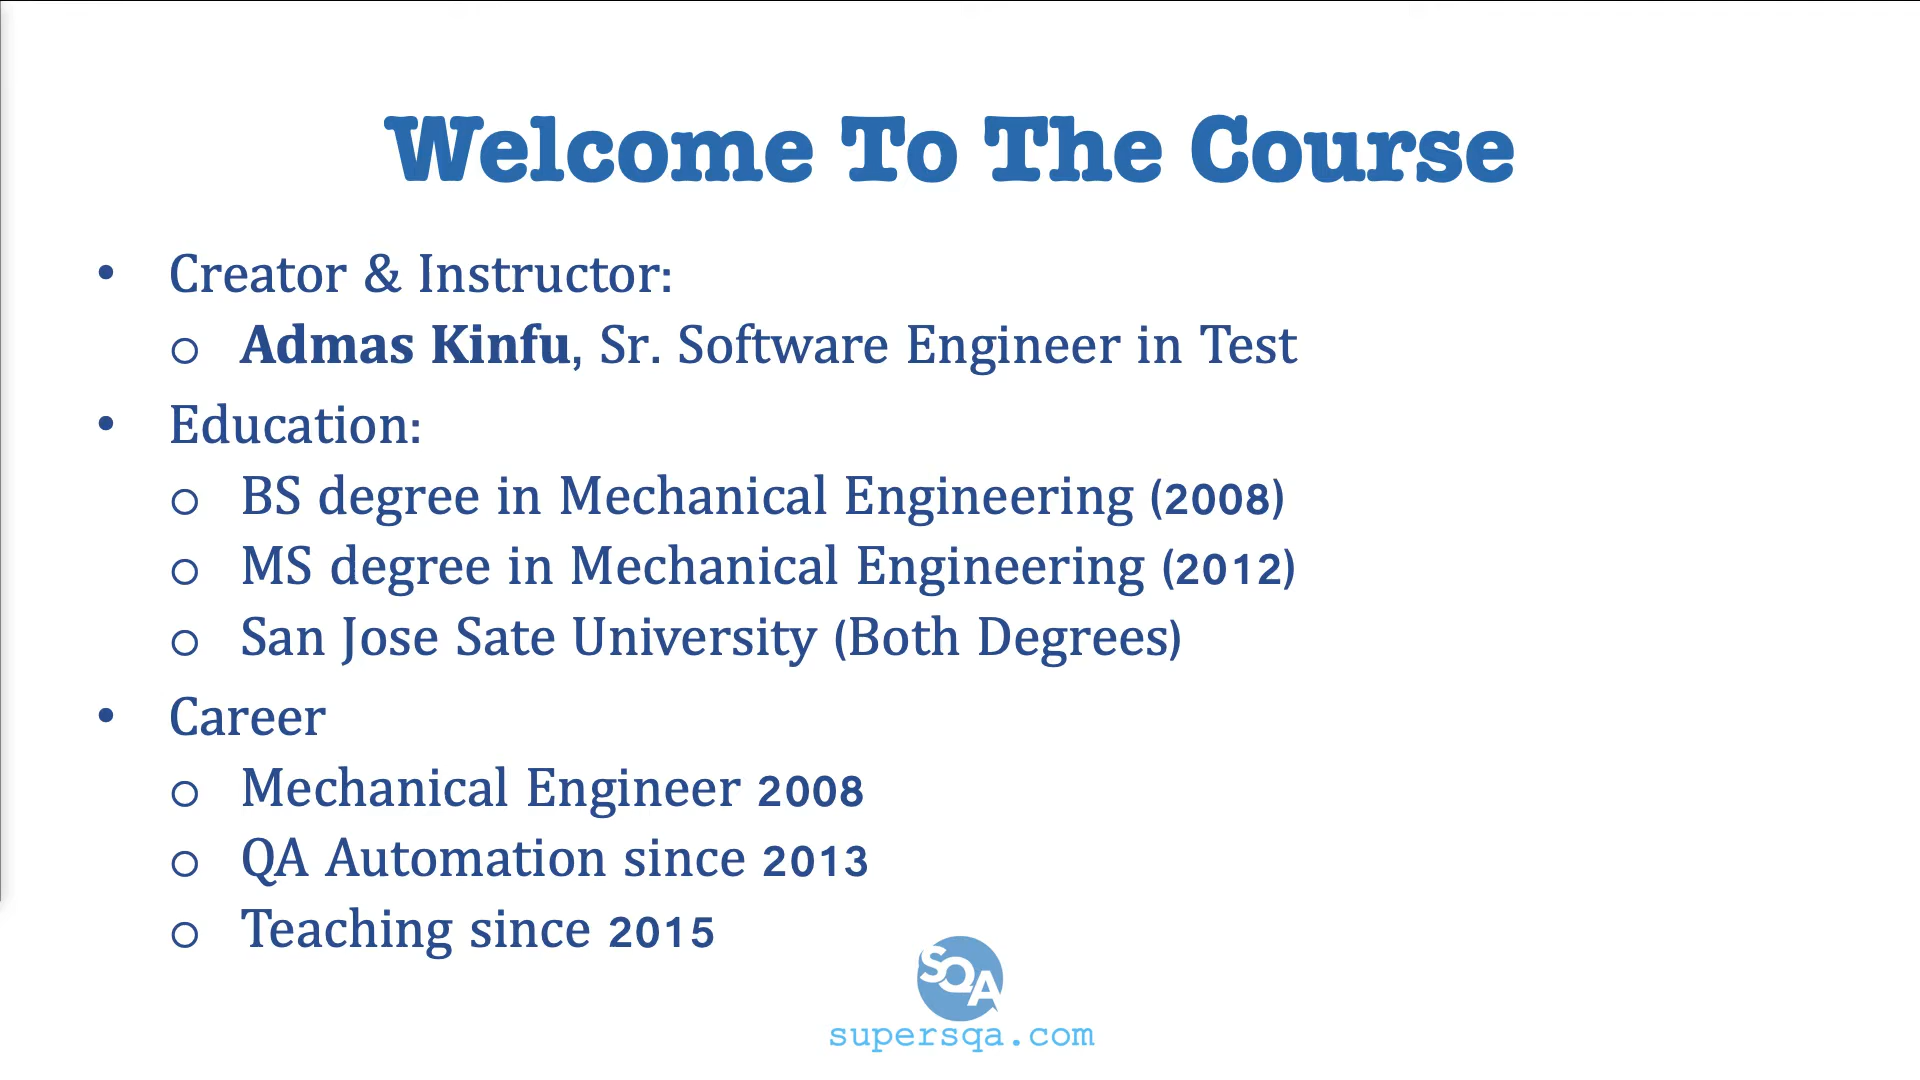 Welcome To The Course
• Creator & Instructor:
o Admas Kinfu, Sr. Software Engineer in Test
• Education:
o BS degree in Mechanical Engineering (2008)
o MS degree in Mechanical Engineering (2012)
o San Jose Sate University (Both Degrees)
• Career
o Mechanical Engineer 2008
o QA Automation since 2013
o Teaching since 2015
SQA
supersqa.com